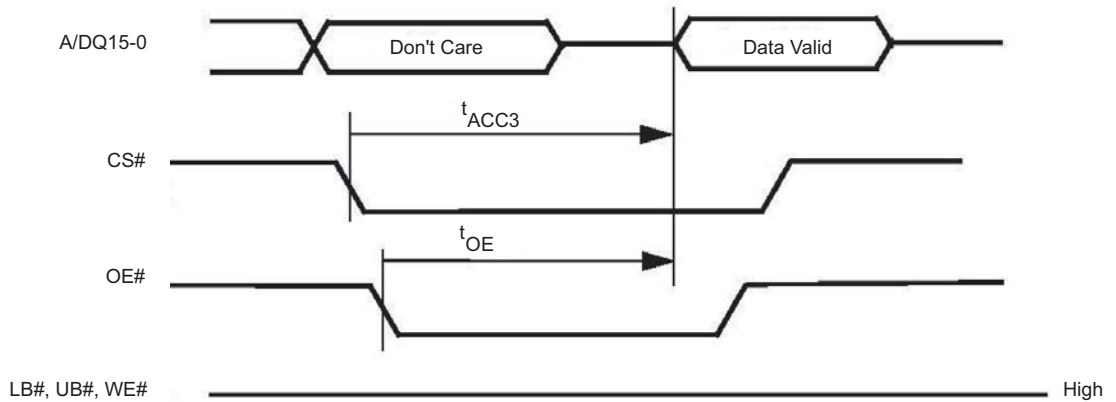 A/DQ15-0
Don't Care
Data Valid
tACC3
CS#
tOE
OE#
LB#, UB#, WE#
High